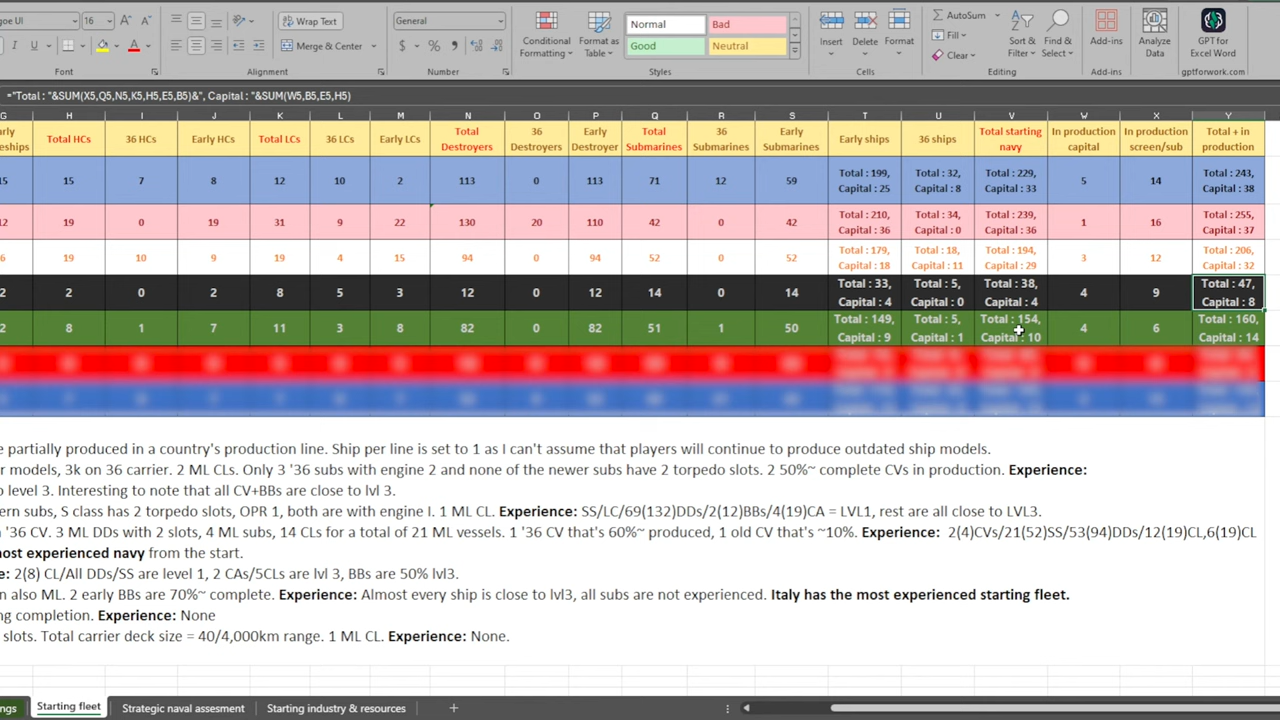 gue UI 16 A A Wrap Text General Normal Bad AutoSum
I U Merge & Center $ % Conditional Formatting Format as Table Good Neutral Insert Delete Format Fill Clear Sort & Filter Find & Select Add-ins Analyze Data GPT for Excel Word
Font Alignment Number Styles Cells Editing Add-ins gptforwork.com
="Total : "&SUM(X5,Q5,N5,K5,H5,E5,B5)&", Capital : "&SUM(W5,B5,E5,H5)
G H I J K L M N O P Q R S T U V W X Y
arly leships Total HCs 36 HCs Early HCs Total LCs 36 LCs Early LCs Total Destroyers 36 Destroyers Early Destroyer Total Submarines 36 Submarines Early Submarines Early ships 36 ships Total starting navy In production capital In production screen/sub Total + in production
15 15 7 8 12 10 2 113 0 113 71 12 59 Total : 199, Capital : 25 Total : 32, Capital : 8 Total : 229, Capital : 33 5 14 Total : 243, Capital : 38
12 19 0 19 31 9 22 130 20 110 42 0 42 Total : 210, Capital : 36 Total : 34, Capital : 0 Total : 239, Capital : 36 1 16 Total : 255, Capital : 37
6 19 10 9 19 4 15 94 0 94 52 0 52 Total : 179, Capital : 18 Total : 18, Capital : 11 Total : 194, Capital : 29 3 12 Total : 206, Capital : 32
2 2 0 2 8 5 3 12 0 12 14 0 14 Total : 33, Capital : 4 Total : 5, Capital : 0 Total : 38, Capital : 4 4 9 Total : 47, Capital : 8
2 8 1 7 11 3 8 82 0 82 51 1 50 Total : 149, Capital : 9 Total : 5, Capital : 1 Total : 154, Capital : 10 4 6 Total : 160, Capital : 14
e partially produced in a country's production line. Ship per line is set to 1 as I can't assume that players will continue to produce outdated ship models.
r models, 3k on 36 carrier. 2 ML CLs. Only 3 '36 subs with engine 2 and none of the newer subs have 2 torpedo slots. 2 50%~ complete CVs in production. Experience:
o level 3. Interesting to note that all CV+BBs are close to lvl 3.
ern subs, S class has 2 torpedo slots, OPR 1, both are with engine I. 1 ML CL. Experience: SS/LC/69(132)DDs/2(12)BBs/4(19)CA = LVL1, rest are all close to LVL3.
n '36 CV. 3 ML DDs with 2 slots, 4 ML subs, 14 CLs for a total of 21 ML vessels. 1 '36 CV that's 60%~ produced, 1 old CV that's ~10%. Experience: 2(4)CVs/21(52)SS/53(94)DDs/12(19)CL,6(19)CL
nost experienced navy from the start.
e: 2(8) CL/All DDs/SS are level 1, 2 CAs/5CLs are lvl 3, BBs are 50% lvl3.
n also ML. 2 early BBs are 70%~ complete. Experience: Almost every ship is close to lvl3, all subs are not experienced. Italy has the most experienced starting fleet.
ng completion. Experience: None
slots. Total carrier deck size = 40/4,000km range. 1 ML CL. Experience: None.
ngs Starting fleet Strategic naval assesment Starting industry & resources +